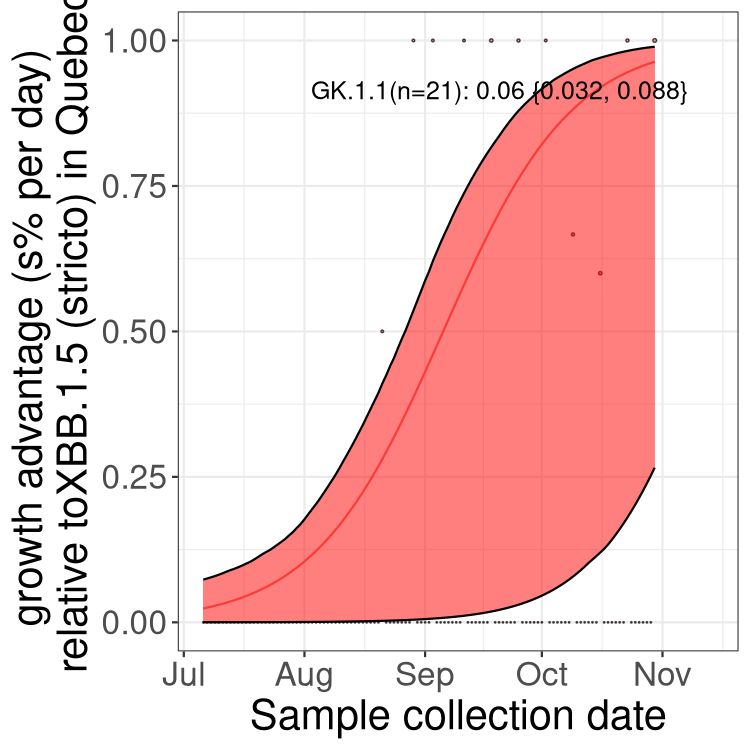 growth advantage (s% per day)
relative toXBB.1.5 (stricto) in Quebec
1.00
0.75
0.50
0.25
0.00
GK.1.1(n=21): 0.06 {0.032, 0.088}
Jul Aug Sep Oct Nov
Sample collection date